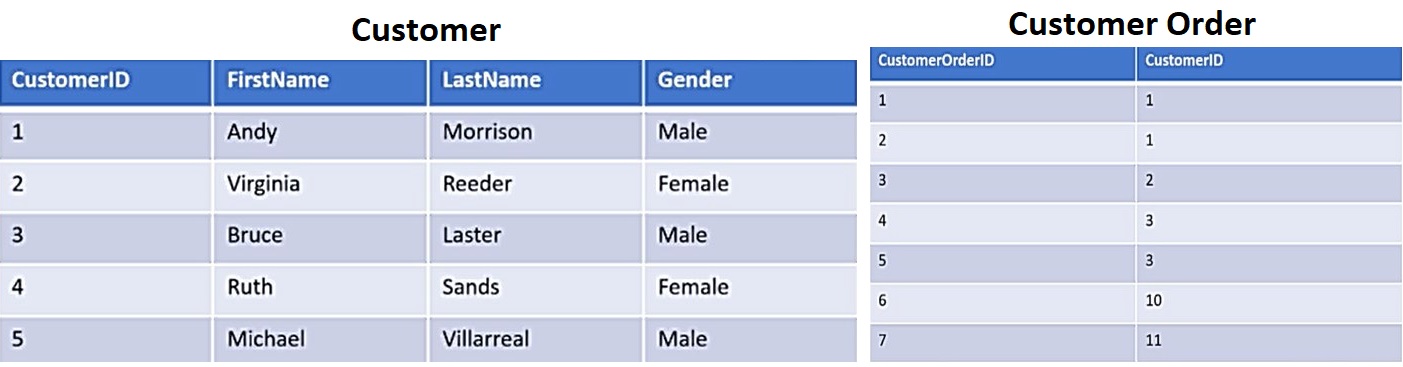 Customer
CustomerID FirstName LastName Gender
1 Andy Morrison Male
2 Virginia Reeder Female
3 Bruce Laster Male
4 Ruth Sands Female
5 Michael Villarreal Male
Customer Order
CustomerOrderID CustomerID
1 1
2 1
3 2
4 3
5 3
6 10
7 11